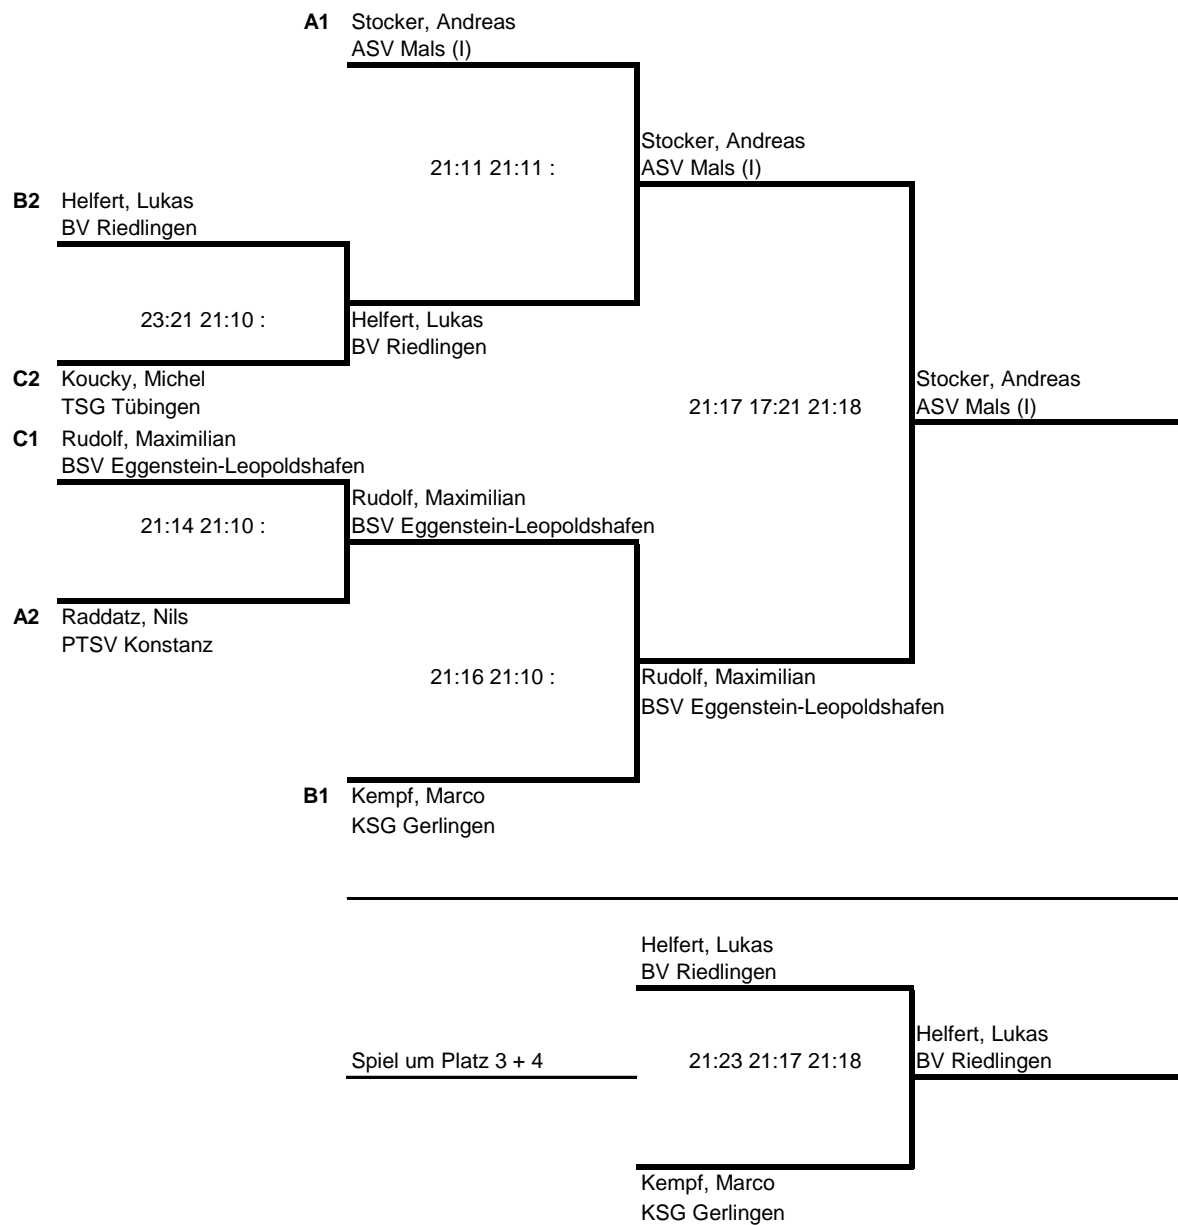 A1 Stocker, Andreas
ASV Mals (I)
Stocker, Andreas
21:11 21:11 : ASV Mals (I)
B2 Helfert, Lukas
BV Riedlingen
23:21 21:10 : Helfert, Lukas
BV Riedlingen
C2 Koucky, Michel
TSG Tübingen
Stocker, Andreas
21:17 17:21 21:18 ASV Mals (I)
C1 Rudolf, Maximilian
BSV Eggenstein-Leopoldshafen
Rudolf, Maximilian
21:14 21:10 : BSV Eggenstein-Leopoldshafen
A2 Raddatz, Nils
PTSV Konstanz
21:16 21:10 : Rudolf, Maximilian
BSV Eggenstein-Leopoldshafen
B1 Kempf, Marco
KSG Gerlingen
Helfert, Lukas
BV Riedlingen
Helfert, Lukas
Spiel um Platz 3 + 4 21:23 21:17 21:18 BV Riedlingen
Kempf, Marco
KSG Gerlingen